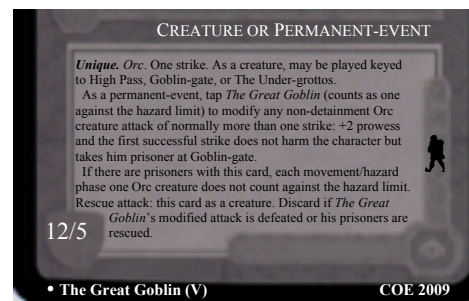 CREATURE OR PERMANENT-EVENT
Unique. Orc. One strike. As a creature, may be played keyed
to High Pass, Goblin-gate, or The Under-grottos.
As a permanent-event, tap The Great Goblin (counts as one
against the hazard limit) to modify any non-detainment Orc
creature attack of normally more than one strike: +2 prowess
and the first successful strike does not harm the character but
takes him prisoner at Goblin-gate.
If there are prisoners with this card, each movement/hazard
phase one Orc creature does not count against the hazard limit.
Rescue attack: this card as a creature. Discard if The Great
Goblin's modified attack is defeated or his prisoners are
rescued.
12/5
• The Great Goblin (V) COE 2009